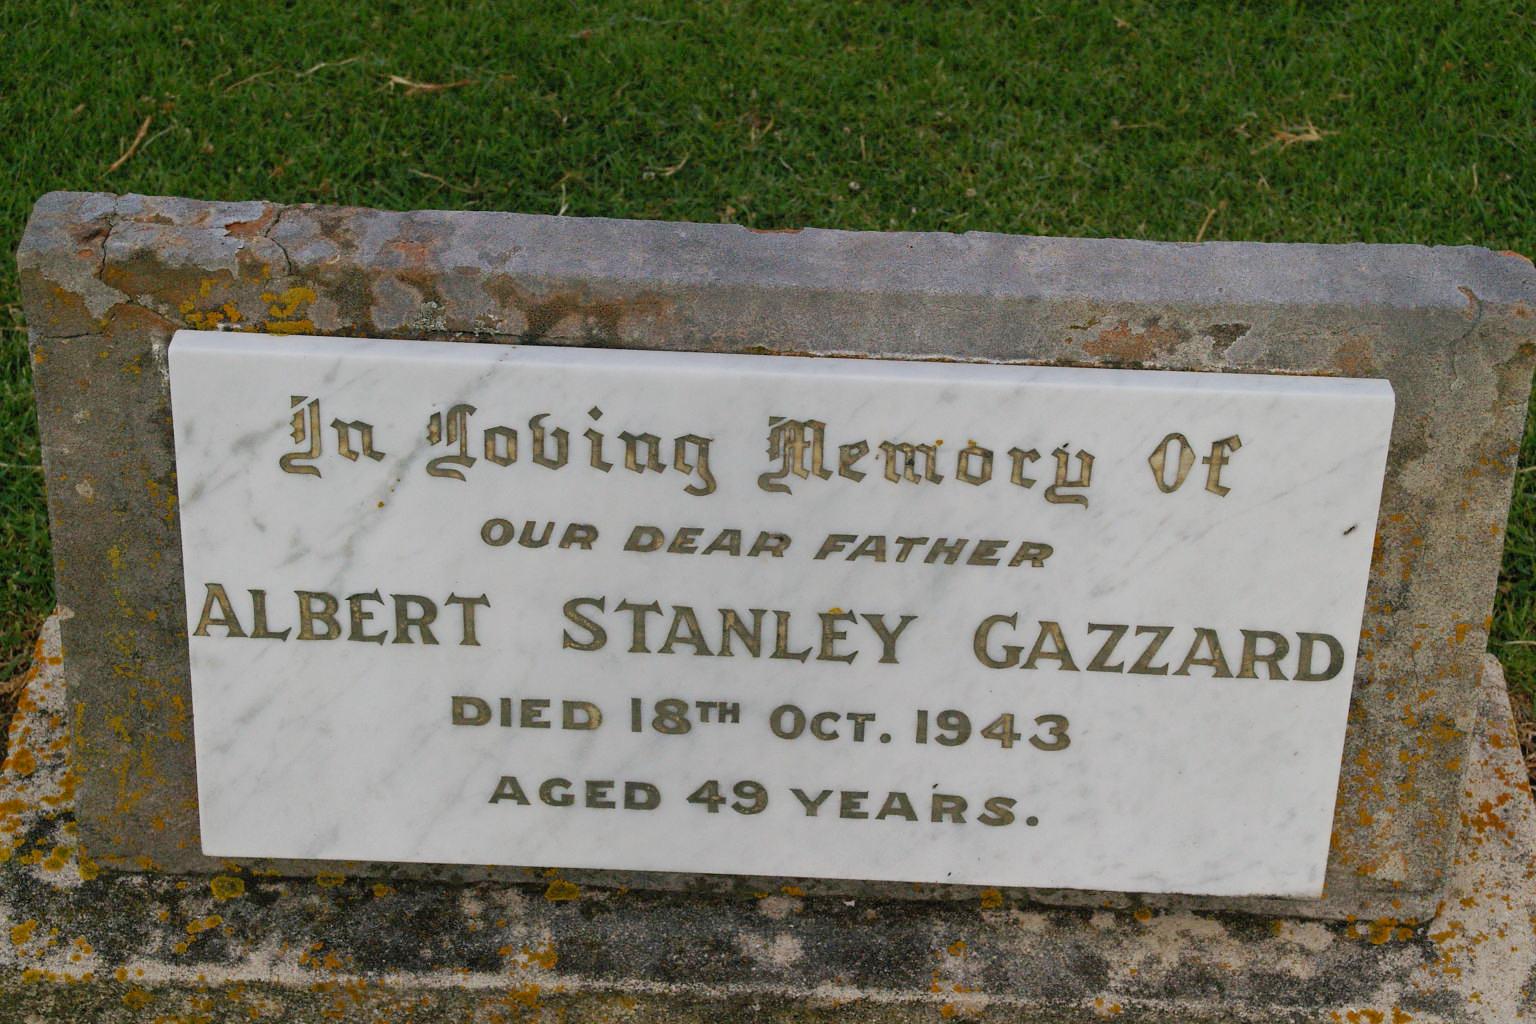 In Loving Memory Of
OUR DEAR FATHER
ALBERT STANLEY GAZZARD
DIED 18TH OCT. 1943
AGED 49 YEARS.